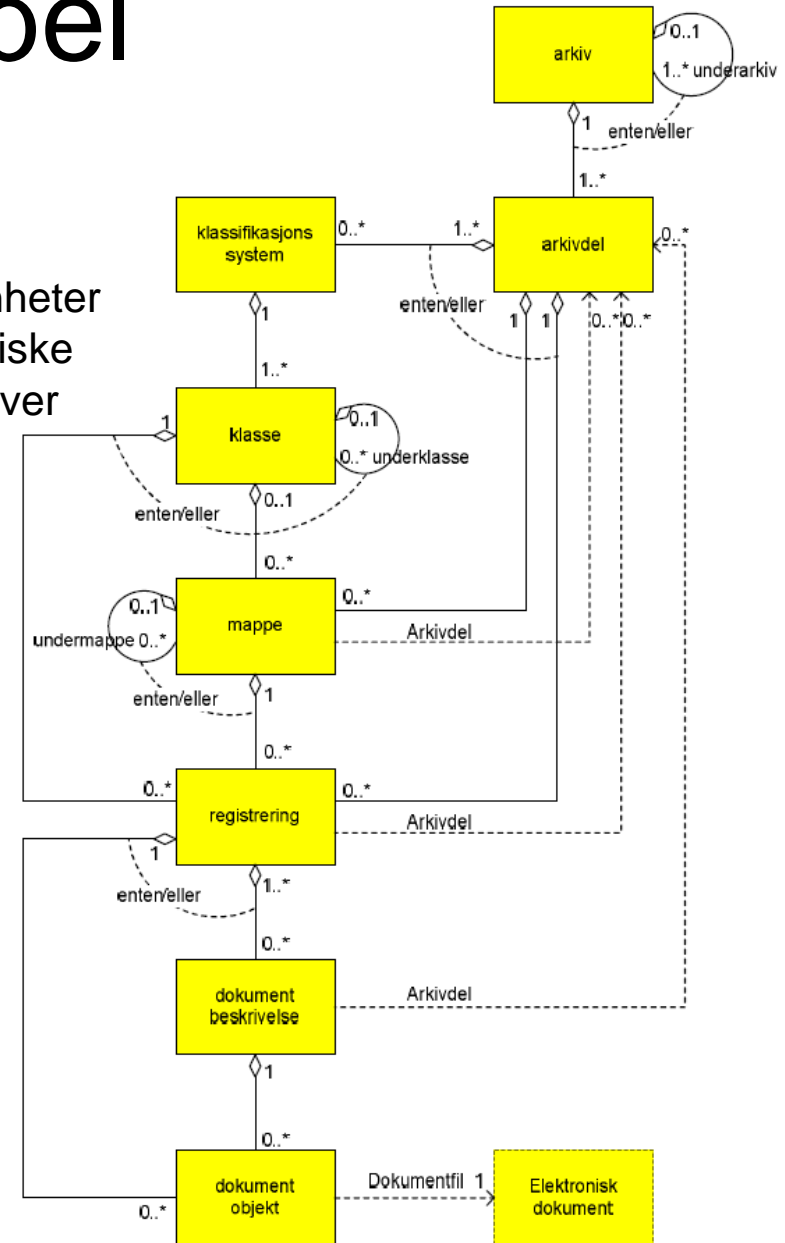 bel
arkiv
0..1
1..* underarkiv
1
enten/eller
1..*
klassifikasjons
system
0..*
1..*
arkivdel
0..*
nheter
iske
ver
enten/eller
1
1
1
0..*
0..*
1..*
1
klasse
0..1
0..* underklasse
0..1
enten/eller
0..*
0..1
mappe
0..*
undermappe 0..*
Arkivdel
1
enten/eller
0..*
0..*
0..*
registrering
Arkivdel
1
1..*
enten/eller
0..*
dokument
beskrivelse
Arkivdel
1
0..*
dokument
objekt
Dokumentfil 1
Elektronisk
dokument
0..*